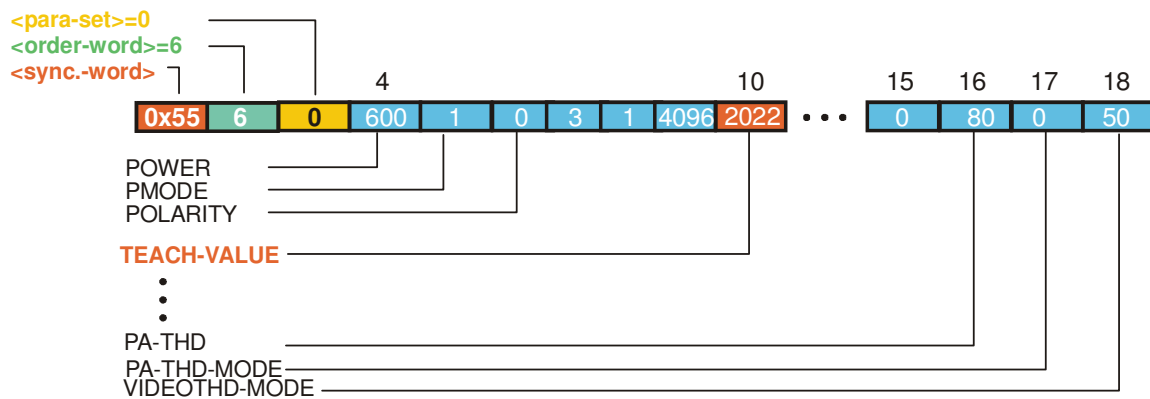 <para-set>=0
<order-word>=6
<sync.-word>
4 10 15 16 17 18
0x55 6 0 600 1 0 3 1 4096 2022 ••• 0 80 0 50
POWER
PMODE
POLARITY
TEACH-VALUE
PA-THD
PA-THD-MODE
VIDEOTHD-MODE